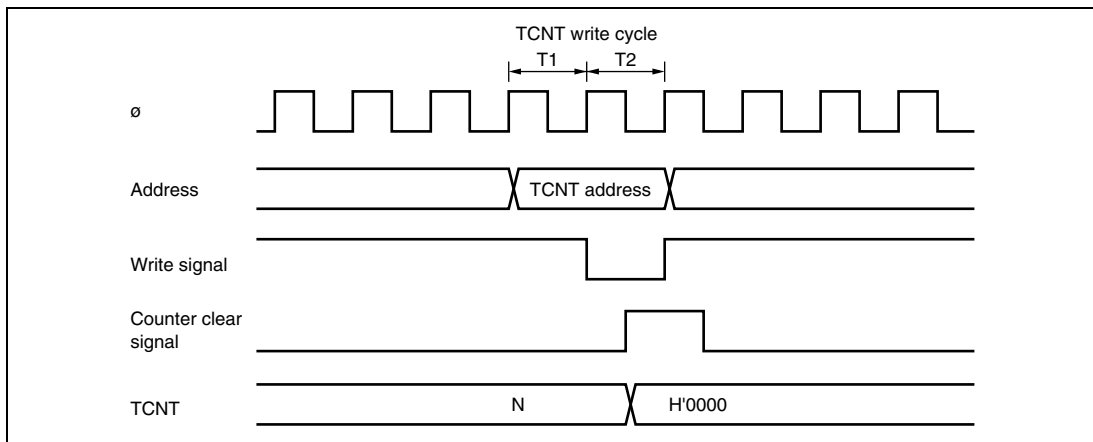 TCNT write cycle
T1 T2
ø
Address
TCNT address
Write signal
Counter clear
signal
TCNT
N
H'0000